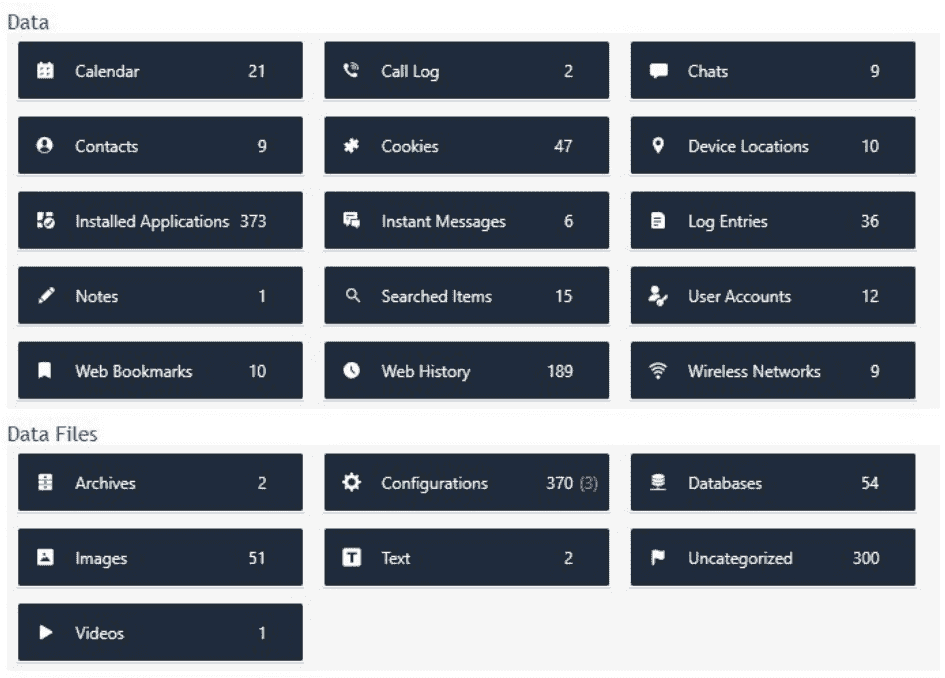 Data
Calendar 21 Call Log 2 Chats 9
Contacts 9 Cookies 47 Device Locations 10
Installed Applications 373 Instant Messages 6 Log Entries 36
Notes 1 Searched Items 15 User Accounts 12
Web Bookmarks 10 Web History 189 Wireless Networks 9
Data Files
Archives 2 Configurations 370 (3) Databases 54
Images 51 Text 2 Uncategorized 300
Videos 1